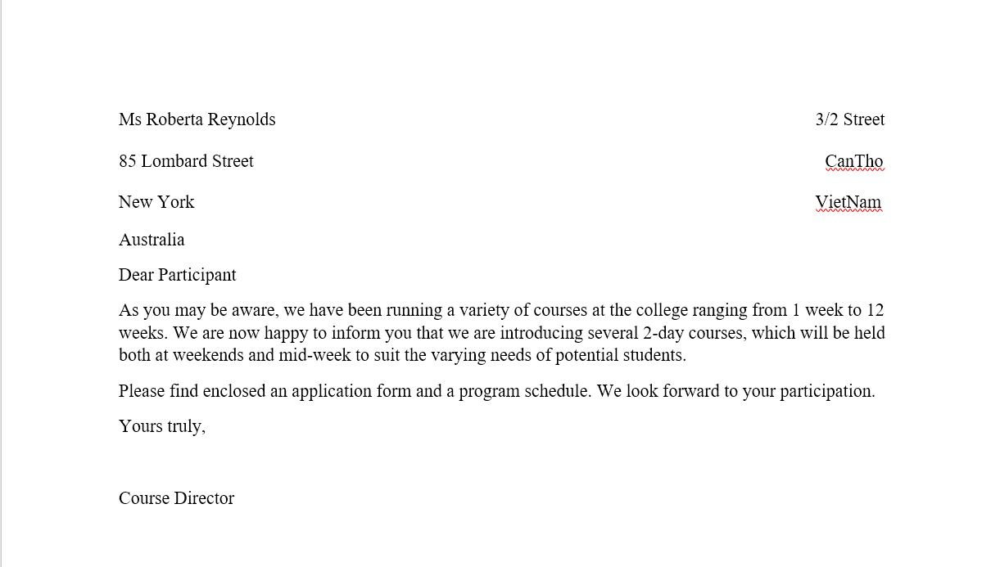 Ms Roberta Reynolds 3/2 Street
85 Lombard Street CanTho
New York VietNam
Australia
Dear Participant
As you may be aware, we have been running a variety of courses at the college ranging from 1 week to 12
weeks. We are now happy to inform you that we are introducing several 2-day courses, which will be held
both at weekends and mid-week to suit the varying needs of potential students.
Please find enclosed an application form and a program schedule. We look forward to your participation.
Yours truly,
Course Director